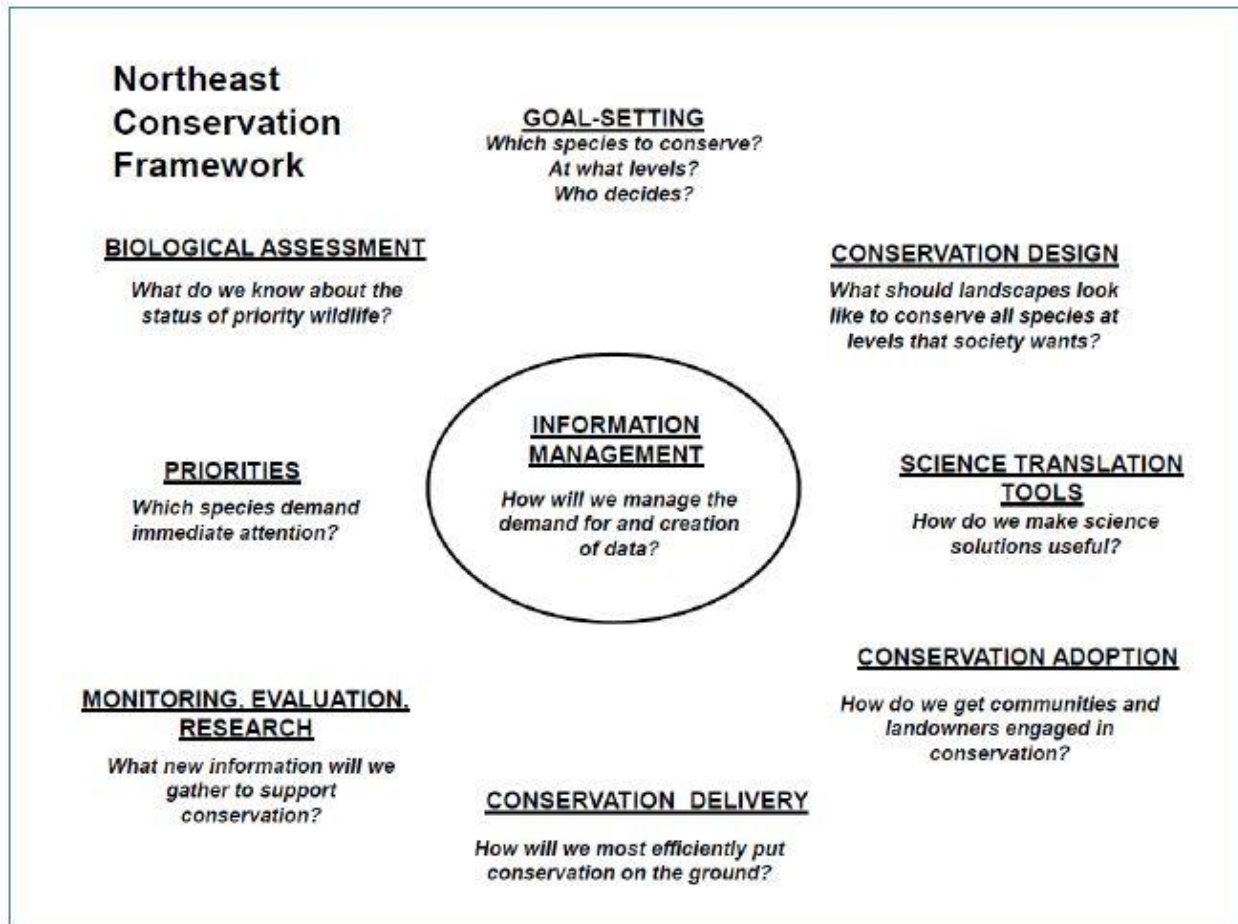 Northeast
Conservation
Framework
GOAL-SETTING
Which species to conserve?
At what levels?
Who decides?
BIOLOGICAL ASSESSMENT
What do we know about the
status of priority wildlife?
CONSERVATION DESIGN
What should landscapes look
like to conserve all species at
levels that society wants?
INFORMATION
MANAGEMENT
How will we manage the
demand for and creation
of data?
PRIORITIES
Which species demand
immediate attention?
SCIENCE TRANSLATION
TOOLS
How do we make science
solutions useful?
CONSERVATION ADOPTION
How do we get communities and
landowners engaged in
conservation?
MONITORING, EVALUATION,
RESEARCH
What new information will we
gather to support
conservation?
CONSERVATION DELIVERY
How will we most efficiently put
conservation on the ground?